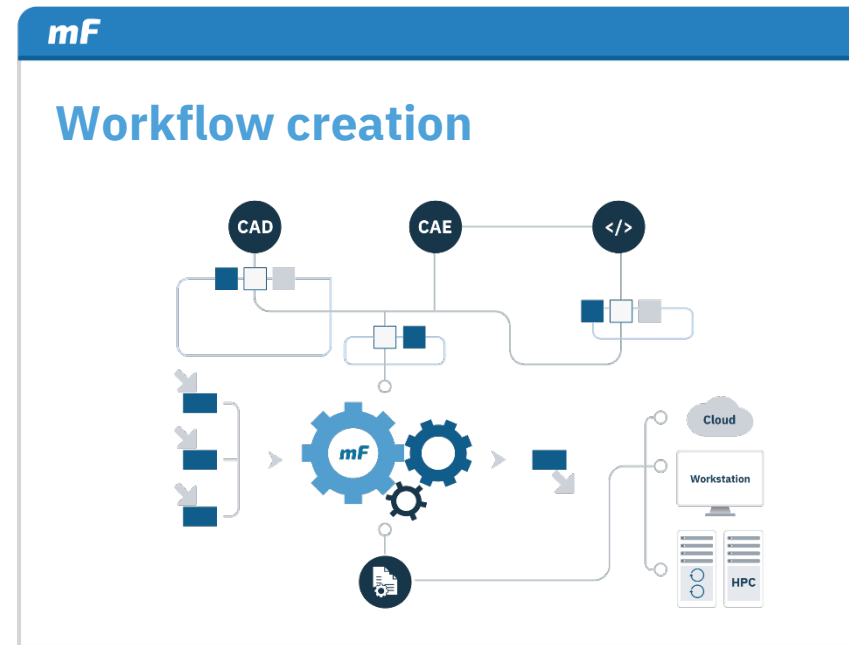 mF
Workflow creation
CAD
CAE
</>
mF
Cloud
Workstation
HPC